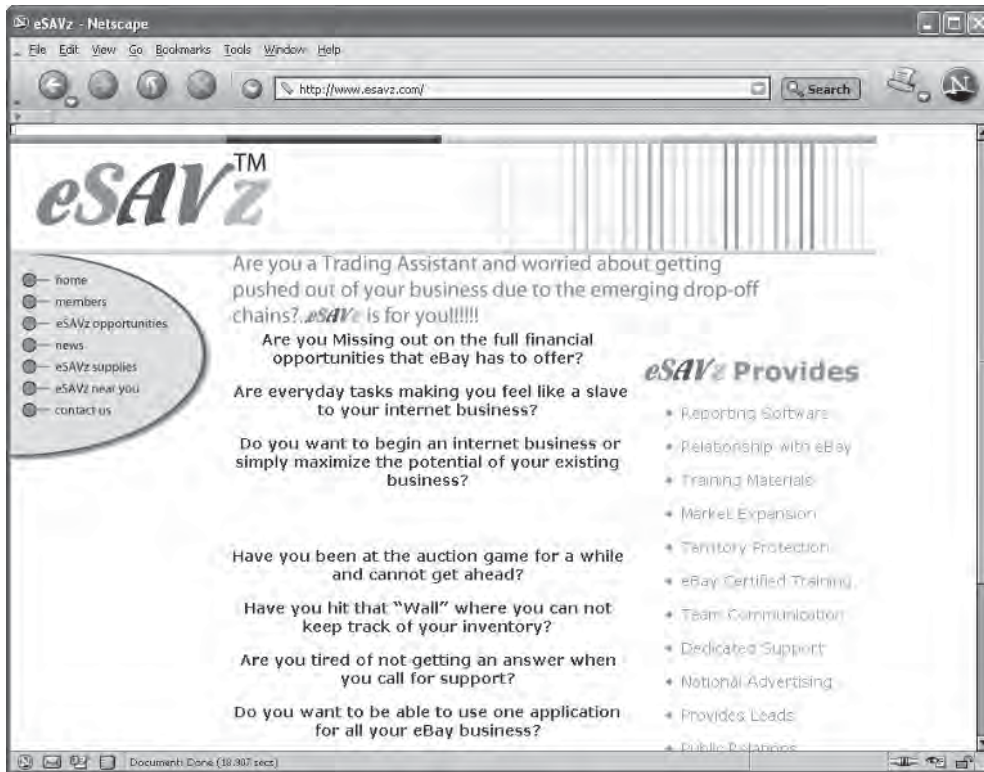 eSAVz - Netscape
File Edit View Go Bookmarks Tools Window Help
http://www.esavz.com/
Search
N
eSAVz™
home
members
eSAVz opportunities
news
eSAVz supplies
eSAVz near you
contact us
Are you a Trading Assistant and worried about getting
pushed out of your business due to the emerging drop-off
chains?..eSAVz is for you!!!!!!
Are you Missing out on the full financial
opportunities that eBay has to offer?
Are everyday tasks making you feel like a slave
to your internet business?
Do you want to begin an internet business or
simply maximize the potential of your existing
business?
Have you been at the auction game for a while
and cannot get ahead?
Have you hit that “Wall” where you can not
keep track of your inventory?
Are you tired of not getting an answer when
you call for support?
Do you want to be able to use one application
for all your eBay business?
eSAVz Provides
• Reporting Software
• Relationship with eBay
• Training Materials
• Market Expansion
• Territory Protection
• eBay Certified Training
• Team Communication
• Dedicated Support
• National Advertising
• Provides Leads
• Public Relations
Document: Done (18.907 secs)